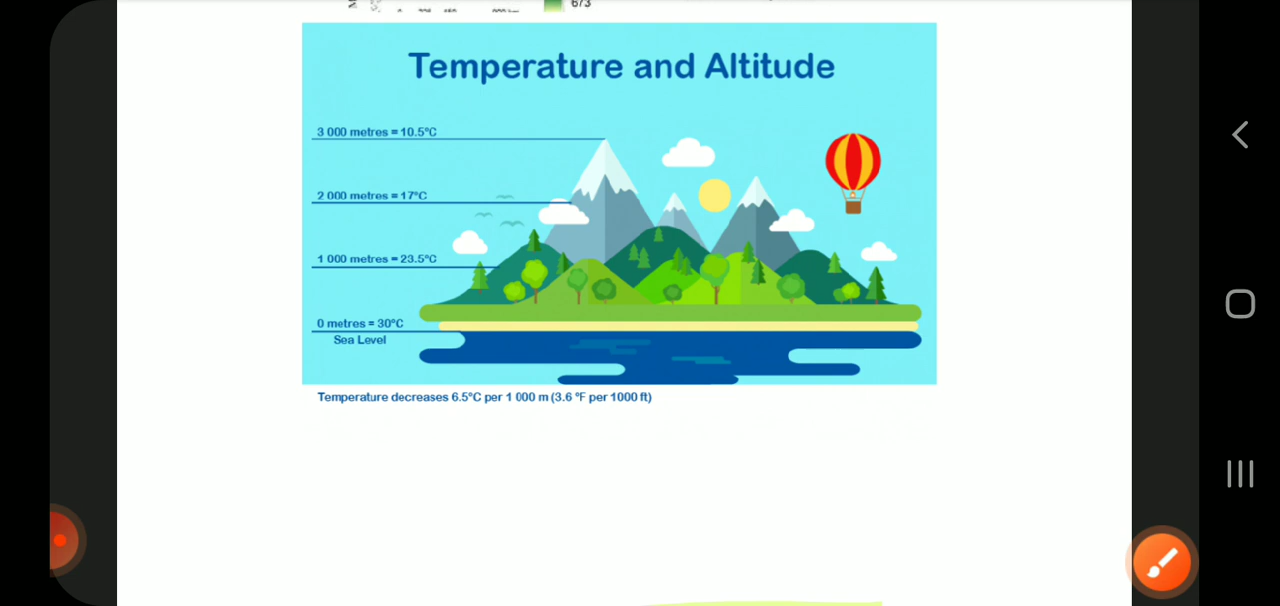 673
Temperature and Altitude
3 000 metres = 10.5°C
2 000 metres = 17°C
1 000 metres = 23.5°C
0 metres = 30°C
Sea Level
Temperature decreases 6.5°C per 1 000 m (3.6 °F per 1000 ft)